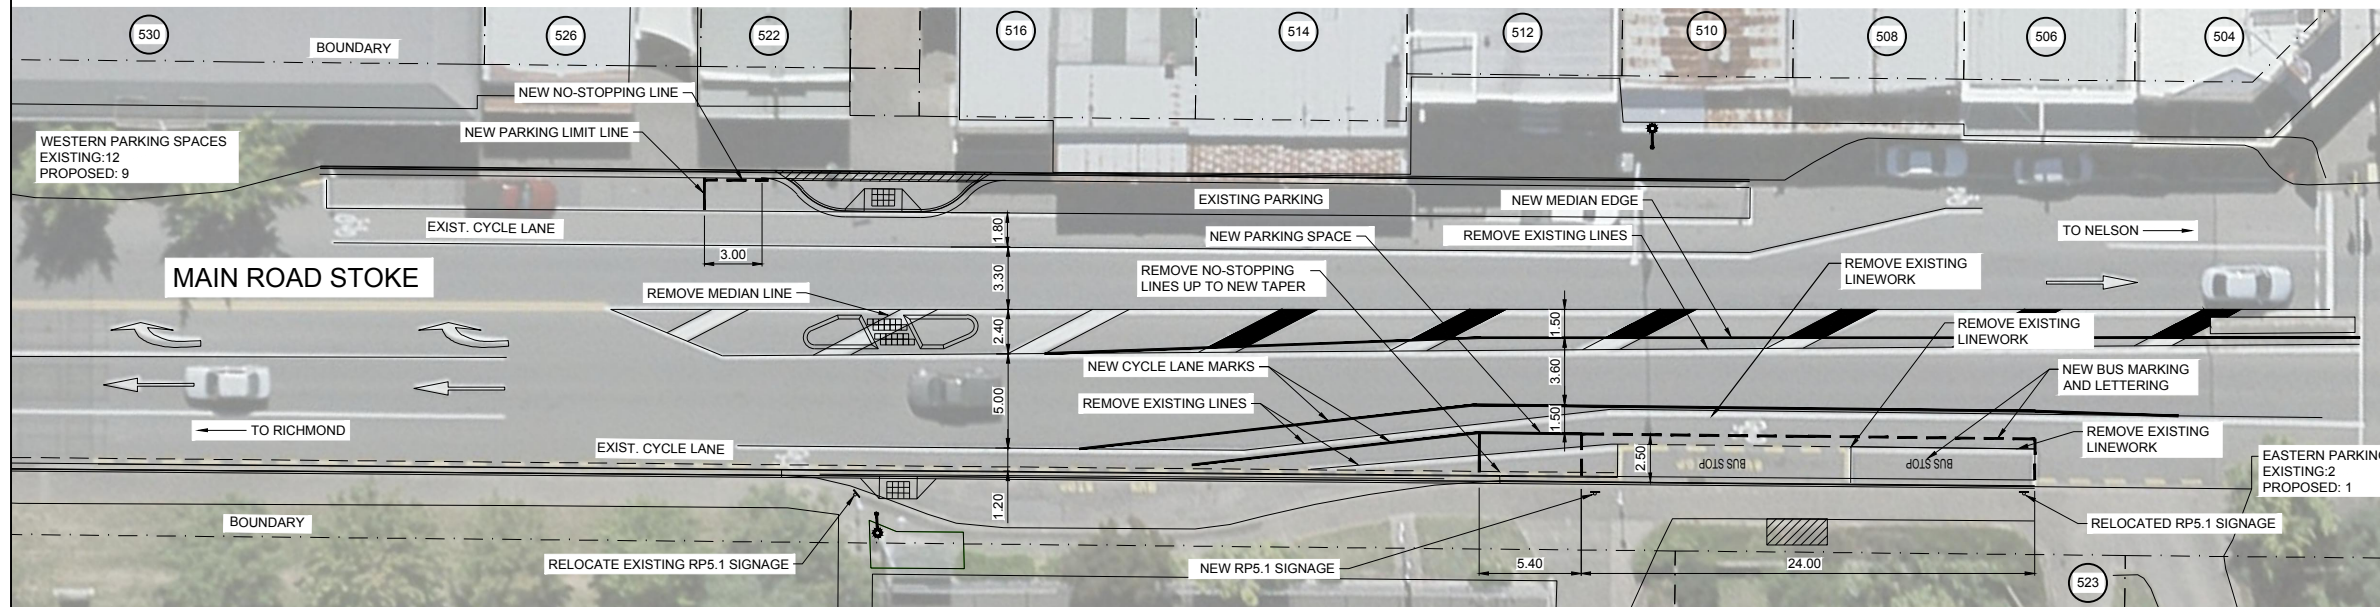 530
526
522
516
514
512
510
508
506
504
BOUNDARY
NEW NO-STOPPING LINE
NEW PARKING LIMIT LINE
WESTERN PARKING SPACES
EXISTING:12
PROPOSED: 9
EXISTING PARKING
NEW MEDIAN EDGE
EXIST. CYCLE LANE
1.80
3.00
NEW PARKING SPACE
REMOVE EXISTING LINES
TO NELSON
MAIN ROAD STOKE
3.30
REMOVE NO-STOPPING
LINES UP TO NEW TAPER
REMOVE EXISTING
LINEWORK
REMOVE MEDIAN LINE
2.40
1.50
REMOVE EXISTING
LINEWORK
NEW CYCLE LANE MARKS
3.60
NEW BUS MARKING
AND LETTERING
REMOVE EXISTING LINES
5.00
1.50
TO RICHMOND
EXIST. CYCLE LANE
REMOVE EXISTING
LINEWORK
2.50
BUS STOP
BUS STOP
EASTERN PARKING
EXISTING:2
PROPOSED: 1
1.20
BOUNDARY
RELOCATED RP5.1 SIGNAGE
RELOCATE EXISTING RP5.1 SIGNAGE
NEW RP5.1 SIGNAGE
5.40
24.00
523